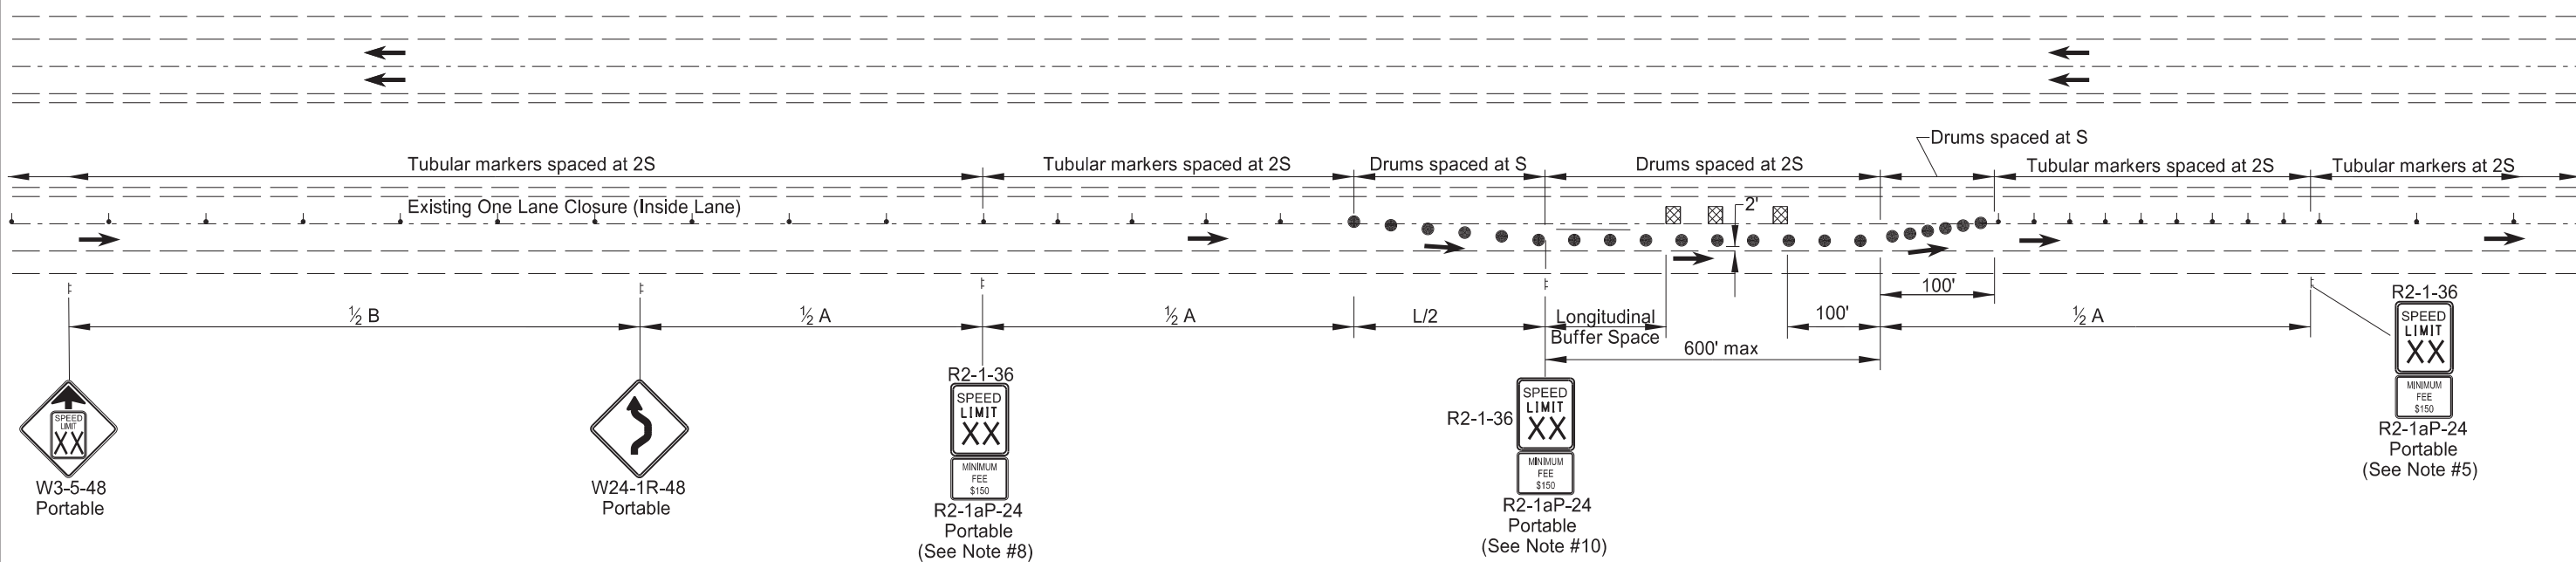 Drums spaced at S
Tubular markers spaced at 2S
Tubular markers spaced at 2S
Drums spaced at S
Drums spaced at 2S
Tubular markers spaced at 2S
Tubular markers at 2S
Existing One Lane Closure (Inside Lane)
2'
½ B
½ A
½ A
L/2
Longitudinal
Buffer Space
100'
100'
½ A
600' max
SPEED
LIMIT
XX
W3-5-48
Portable
W24-1R-48
Portable
R2-1-36
SPEED
LIMIT
XX
MINIMUM
FEE
$150
R2-1aP-24
Portable
(See Note #8)
R2-1-36
SPEED
LIMIT
XX
MINIMUM
FEE
$150
R2-1aP-24
Portable
(See Note #10)
R2-1-36
SPEED
LIMIT
XX
MINIMUM
FEE
$150
R2-1aP-24
Portable
(See Note #5)